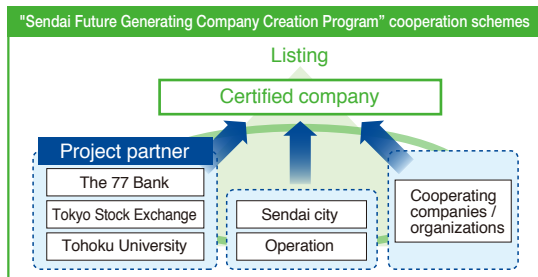 "Sendai Future Generating Company Creation Program” cooperation schemes
Listing
Certified company
Project partner
The 77 Bank
Tokyo Stock Exchange
Tohoku University
Sendai city
Operation
Cooperating
companies /
organizations